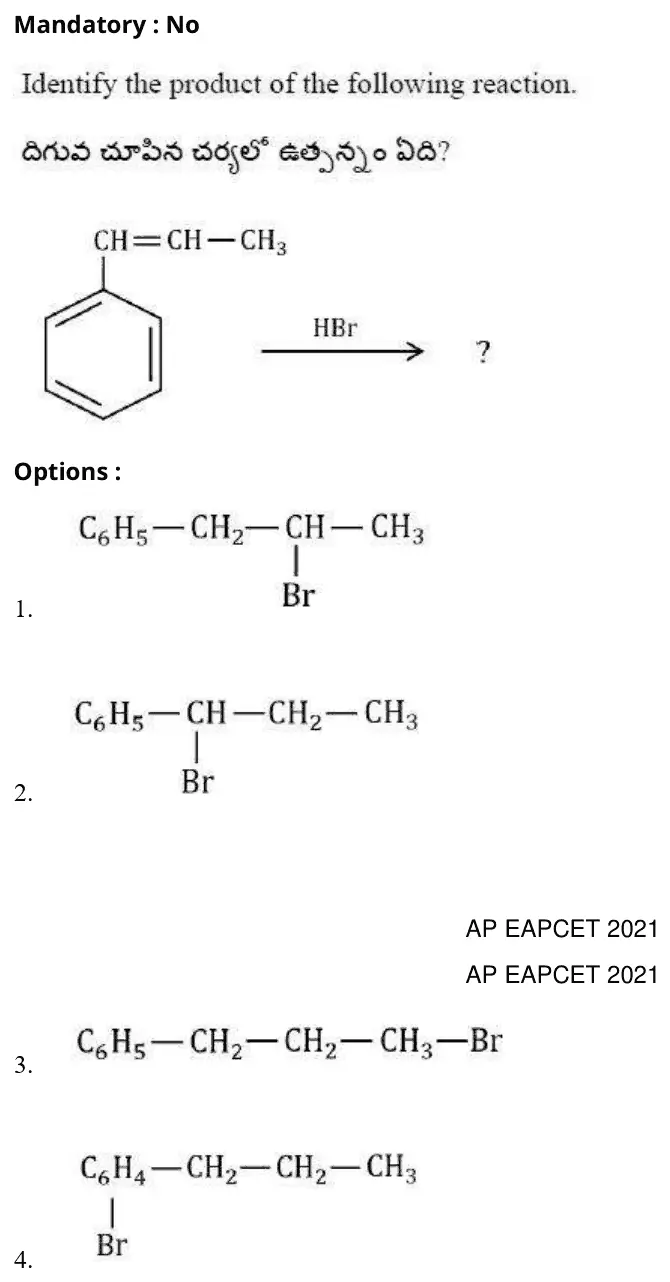 Mandatory : No
Identify the product of the following reaction.
దిగువ చూపిన చర్యలో ఉత్పన్నం ఏది?
CH=CH—CH₃
HBr
?
Options :
C₆H₅—CH₂—CH—CH₃
|
Br
1.
C₆H₅—CH—CH₂—CH₃
|
Br
2.
AP EAPCET 2021
AP EAPCET 2021
C₆H₅—CH₂—CH₂—CH₃—Br
3.
C₆H₄—CH₂—CH₂—CH₃
|
Br
4.